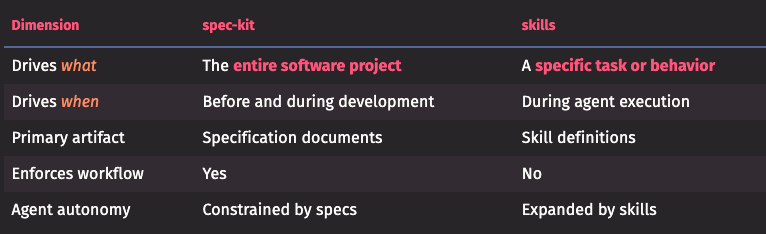 Dimension spec-kit skills
Drives what The entire software project A specific task or behavior
Drives when Before and during development During agent execution
Primary artifact Specification documents Skill definitions
Enforces workflow Yes No
Agent autonomy Constrained by specs Expanded by skills